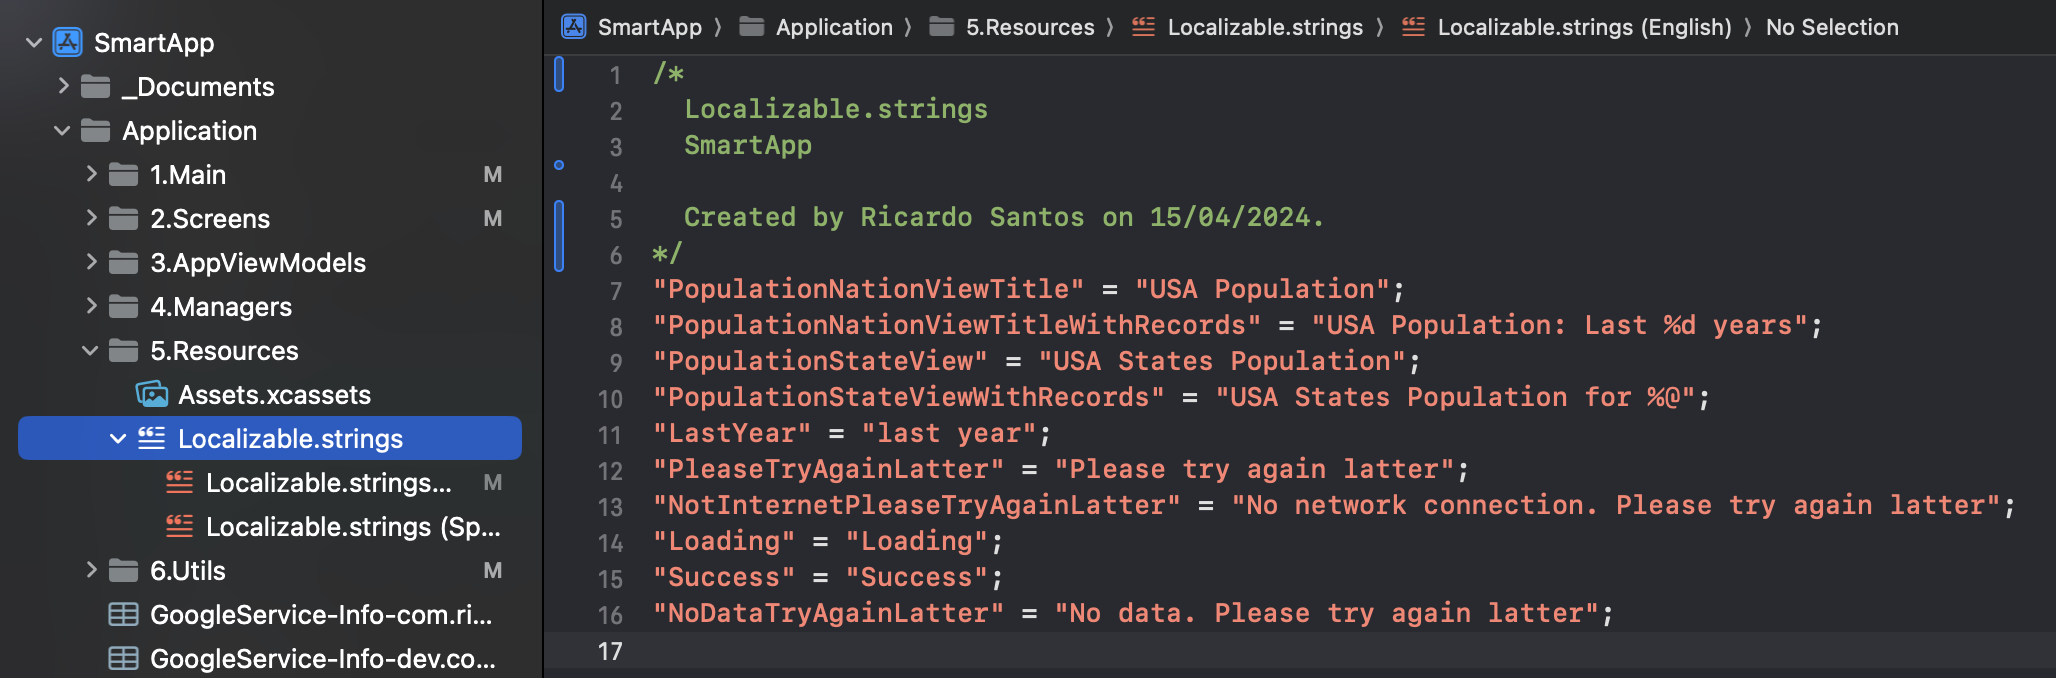 SmartApp
_Documents
Application
1.Main M
2.Screens M
3.AppViewModels
4.Managers
5.Resources
Assets.xcassets
Localizable.strings
Localizable.strings... M
Localizable.strings (Sp...
6.Utils M
GoogleService-Info-com.ri...
GoogleService-Info-dev.co...
SmartApp 〉 Application 〉 5.Resources 〉 Localizable.strings 〉 Localizable.strings (English) 〉 No Selection
1 /*
2 Localizable.strings
3 SmartApp
4
5 Created by Ricardo Santos on 15/04/2024.
6 */
7 "PopulationNationViewTitle" = "USA Population";
8 "PopulationNationViewTitleWithRecords" = "USA Population: Last %d years";
9 "PopulationStateView" = "USA States Population";
10 "PopulationStateViewWithRecords" = "USA States Population for %@";
11 "LastYear" = "last year";
12 "PleaseTryAgainLatter" = "Please try again latter";
13 "NotInternetPleaseTryAgainLatter" = "No network connection. Please try again latter";
14 "Loading" = "Loading";
15 "Success" = "Success";
16 "NoDataTryAgainLatter" = "No data. Please try again latter";
17